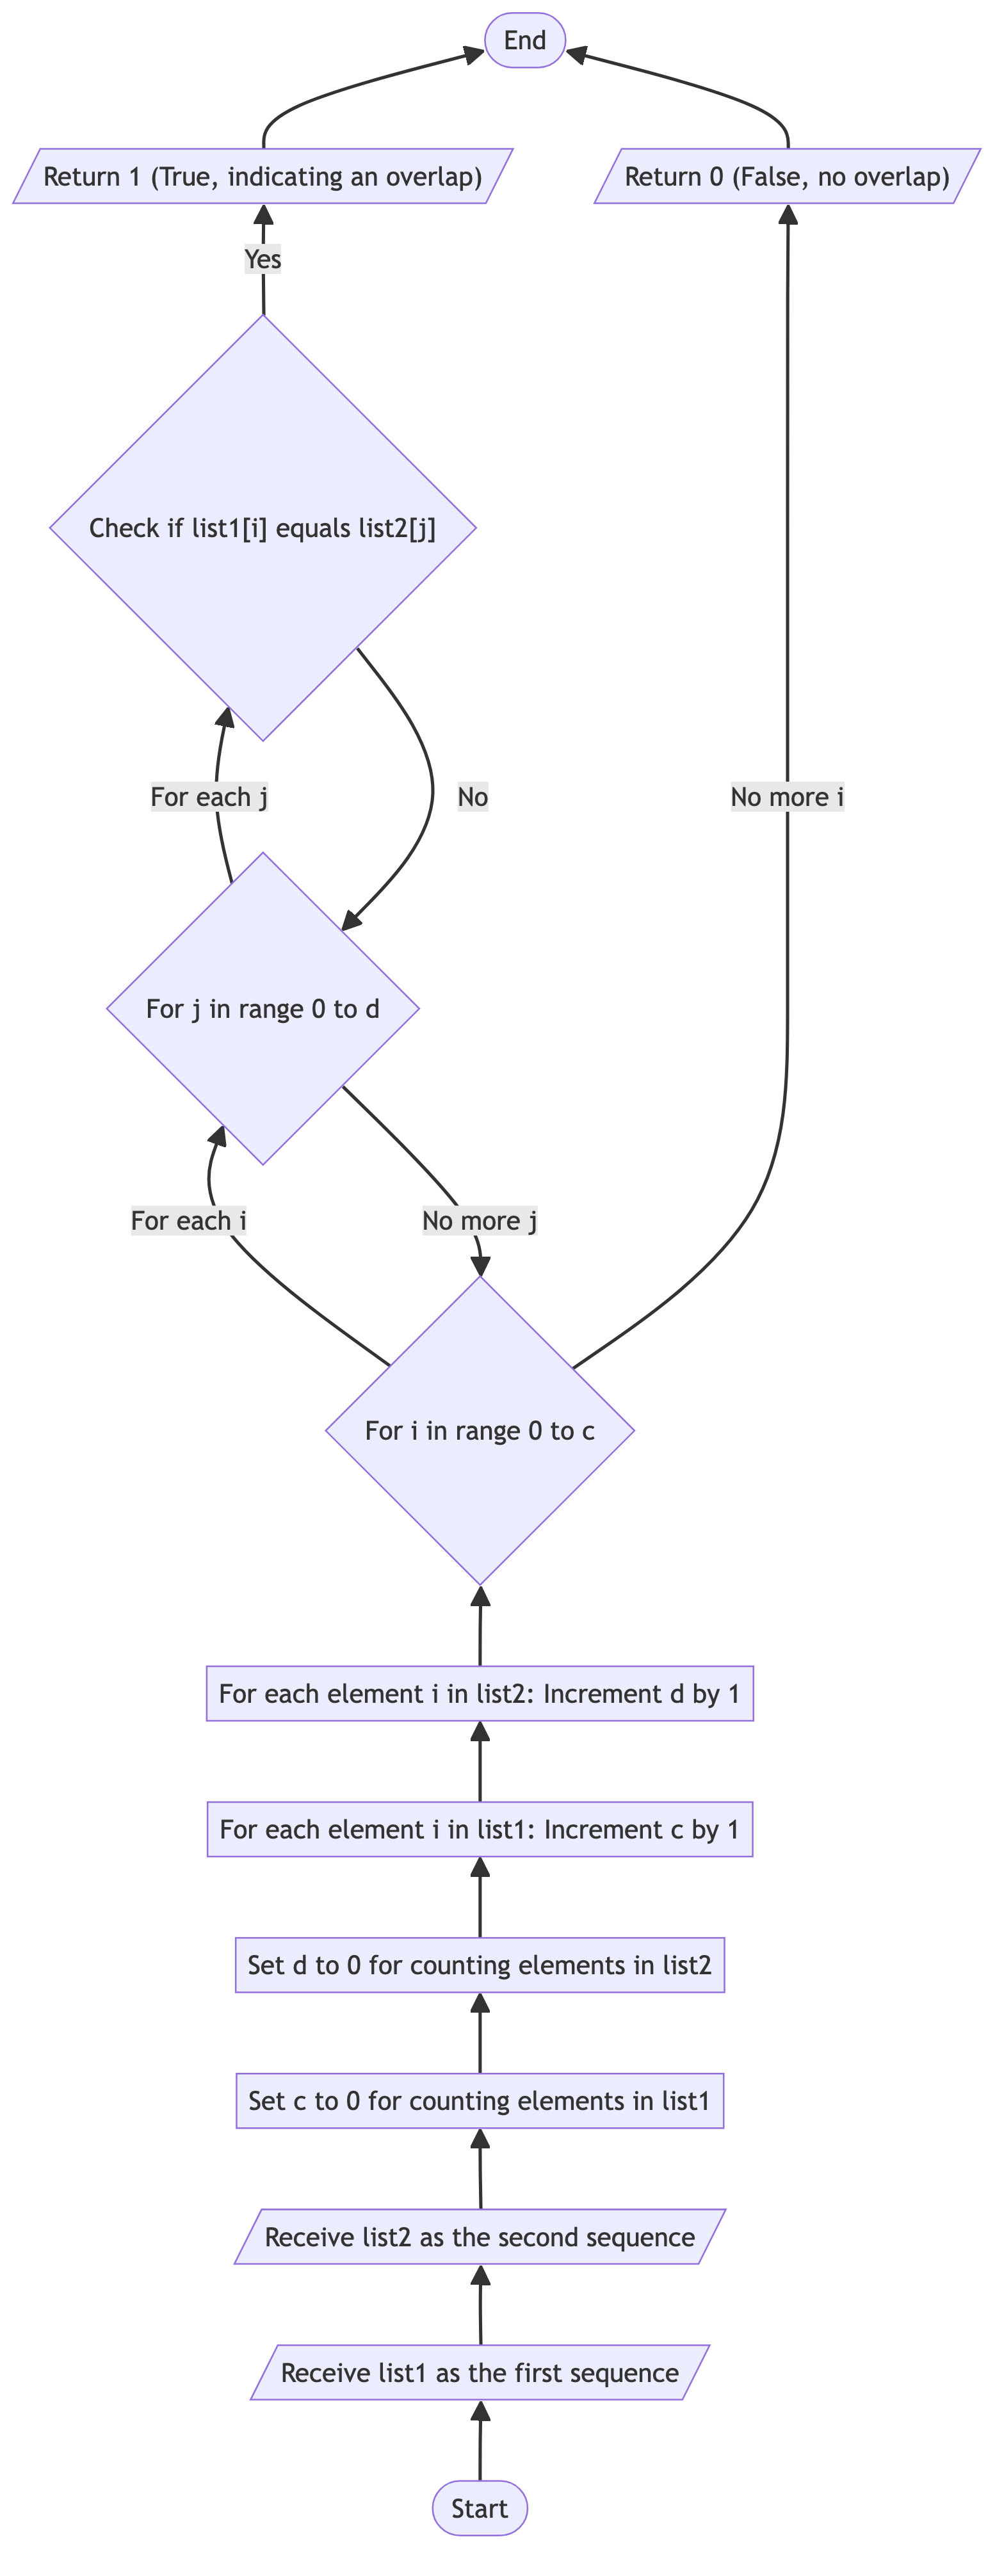 End
Return 1 (True, indicating an overlap)
Return 0 (False, no overlap)
Yes
Check if list1[i] equals list2[j]
For each j
No
No more i
For j in range 0 to d
For each i
No more j
For i in range 0 to c
For each element i in list2: Increment d by 1
For each element i in list1: Increment c by 1
Set d to 0 for counting elements in list2
Set c to 0 for counting elements in list1
Receive list2 as the second sequence
Receive list1 as the first sequence
Start